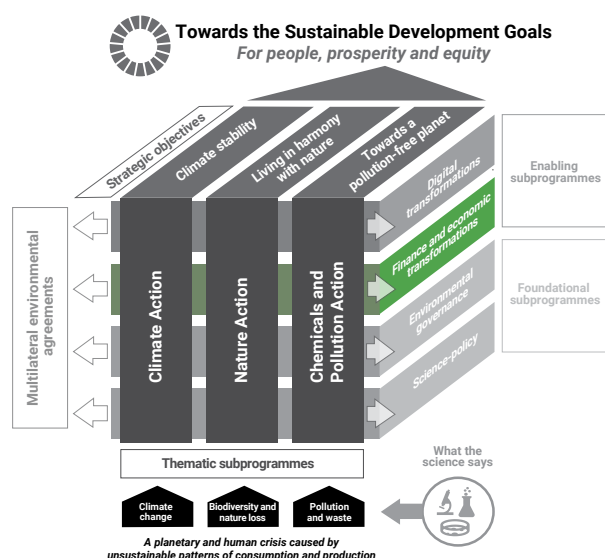 Towards the Sustainable Development Goals
For people, prosperity and equity
Strategic objectives
Climate stability
Living in harmony
with nature
Towards a
pollution-free planet
Digital
transformations
Finance and economic
transformations
Environmental
governance
Science-policy
Enabling
subprogrammes
Foundational
subprogrammes
Multilateral environmental
agreements
Climate Action
Nature Action
Chemicals and
Pollution Action
Thematic subprogrammes
What the
science says
Climate
change
Biodiversity and
nature loss
Pollution
and waste
A planetary and human crisis caused by
unsustainable patterns of consumption and production